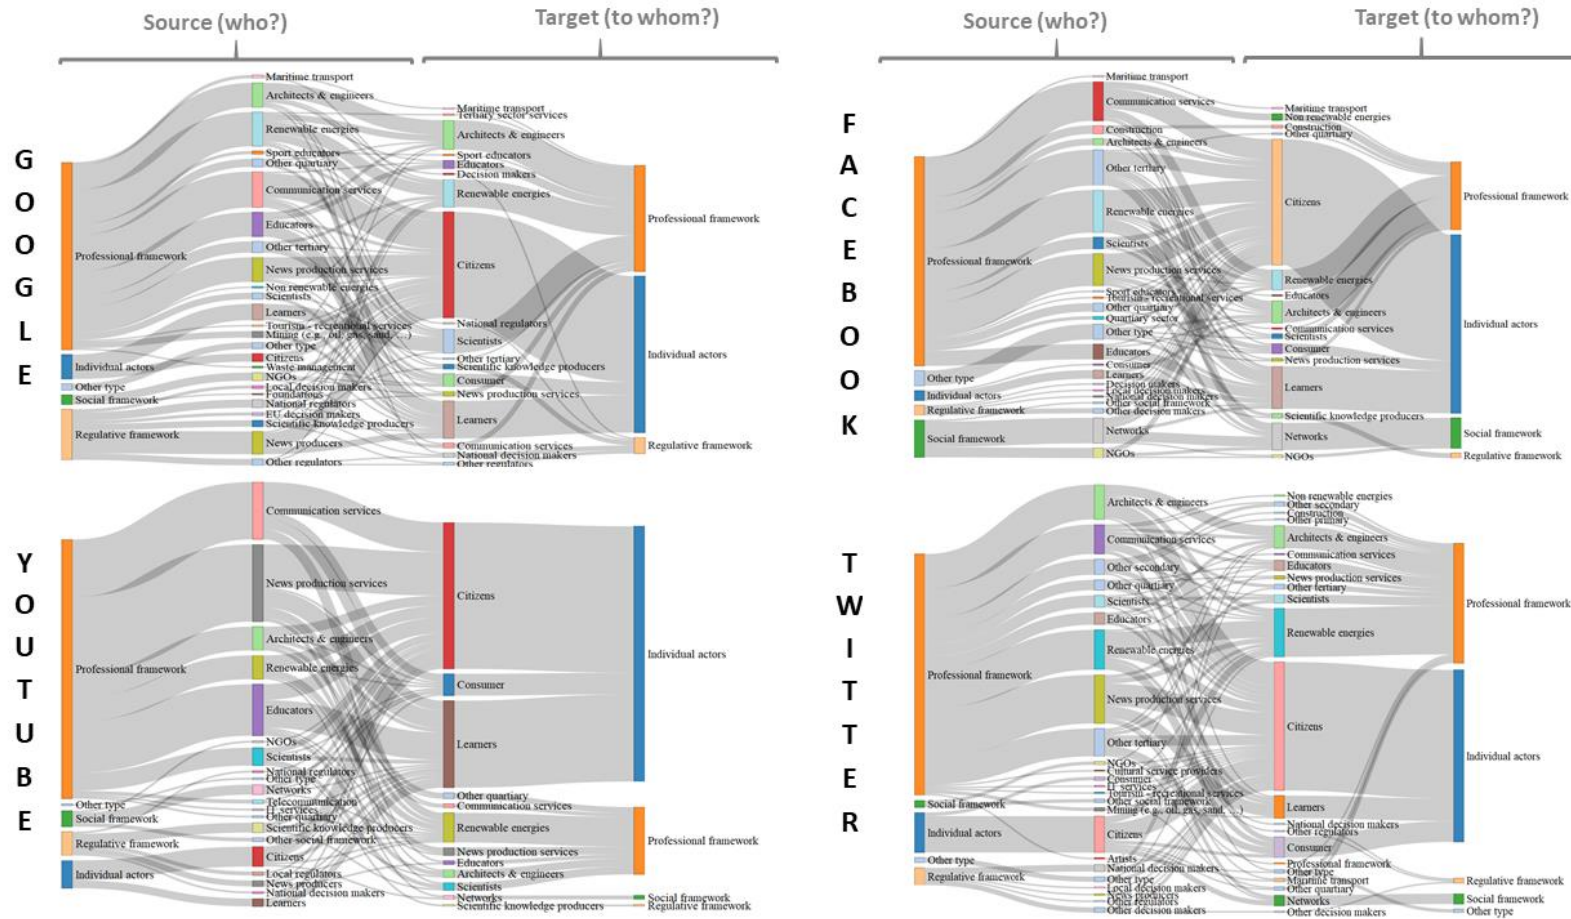 Source (who?)
Target (to whom?)
GOOGLE
Professional framework
Individual actors
Other type
Social framework
Regulative framework
Maritime transport
Architects & engineers
Renewable energies
Sport educators
Other quartiary
Communication services
Educators
Other tertiary
News production services
Non renewable energies
Scientists
Learners
Tourism - recreational services
Mining (e.g., oil, gas, sand, ...)
Other type
Citizens
Waste management
NGOs
Local decision makers
Foundations
National regulators
EU decision makers
Scientific knowledge producers
News producers
Other regulators
Maritime transport
Tertiary sector services
Architects & engineers
Sport educators
Educators
Decision makers
Renewable energies
Citizens
National regulators
Scientists
Other tertiary
Scientific knowledge producers
Consumer
News production services
Learners
Communication services
National decision makers
Other regulators
Professional framework
Individual actors
Regulative framework
Source (who?)
Target (to whom?)
FACEBOOK
Professional framework
Other type
Individual actors
Regulative framework
Social framework
Maritime transport
Communication services
Construction
Architects & engineers
Other tertiary
Renewable energies
Scientists
News production services
Sport educators
Tourism - recreational services
Other quartiary
Quartiary sector
Other type
Educators
Consumer
Learners
Decision makers
Local decision makers
National decision makers
Other social framework
Other decision makers
Networks
NGOs
Maritime transport
Non renewable energies
Construction
Other quartiary
Citizens
Renewable energies
Educators
Architects & engineers
Communication services
Scientists
Consumer
News production services
Learners
Scientific knowledge producers
Networks
NGOs
Professional framework
Individual actors
Social framework
Regulative framework
YOUTUBE
Professional framework
Other type
Social framework
Regulative framework
Individual actors
Communication services
News production services
Architects & engineers
Renewable energies
Educators
NGOs
Scientists
National regulators
Other type
Networks
Telecommunication
IT services
Other quartiary
Scientific knowledge producers
Other social framework
Citizens
Local regulators
News producers
National decision makers
Learners
Citizens
Consumer
Learners
Other quartiary
Communication services
Renewable energies
News production services
Educators
Architects & engineers
Scientists
Networks
Scientific knowledge producers
Individual actors
Professional framework
Social framework
Regulative framework
TWITTER
Professional framework
Social framework
Individual actors
Other type
Regulative framework
Architects & engineers
Communication services
Other secondary
Other quartiary
Scientists
Educators
Renewable energies
News production services
Other tertiary
NGOs
Cultural service providers
Consumer
IT services
Tourism - recreational services
Other social framework
Mining (e.g., oil, gas, sand, ...)
Citizens
Artists
National decision makers
Other type
Local decision makers
News producers
Other regulators
Other decision makers
Non renewable energies
Other secondary
Construction
Other primary
Architects & engineers
Communication services
Educators
News production services
Other tertiary
Scientists
Renewable energies
Citizens
Learners
National decision makers
Other regulators
Consumer
Professional framework
Other type
Maritime transport
Other quartiary
Networks
Other decision makers
Professional framework
Individual actors
Regulative framework
Social framework
Other type